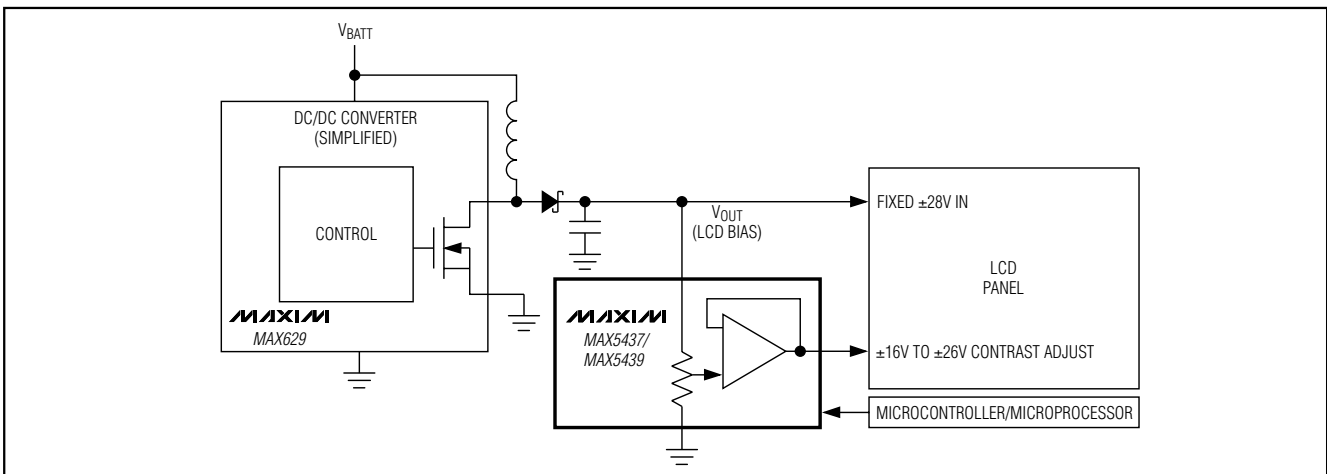 VBATT
DC/DC CONVERTER
(SIMPLIFIED)
CONTROL
MAXIM
MAX629
VOUT
(LCD BIAS)
MAXIM
MAX5437/
MAX5439
FIXED ±28V IN
LCD
PANEL
±16V TO ±26V CONTRAST ADJUST
MICROCONTROLLER/MICROPROCESSOR